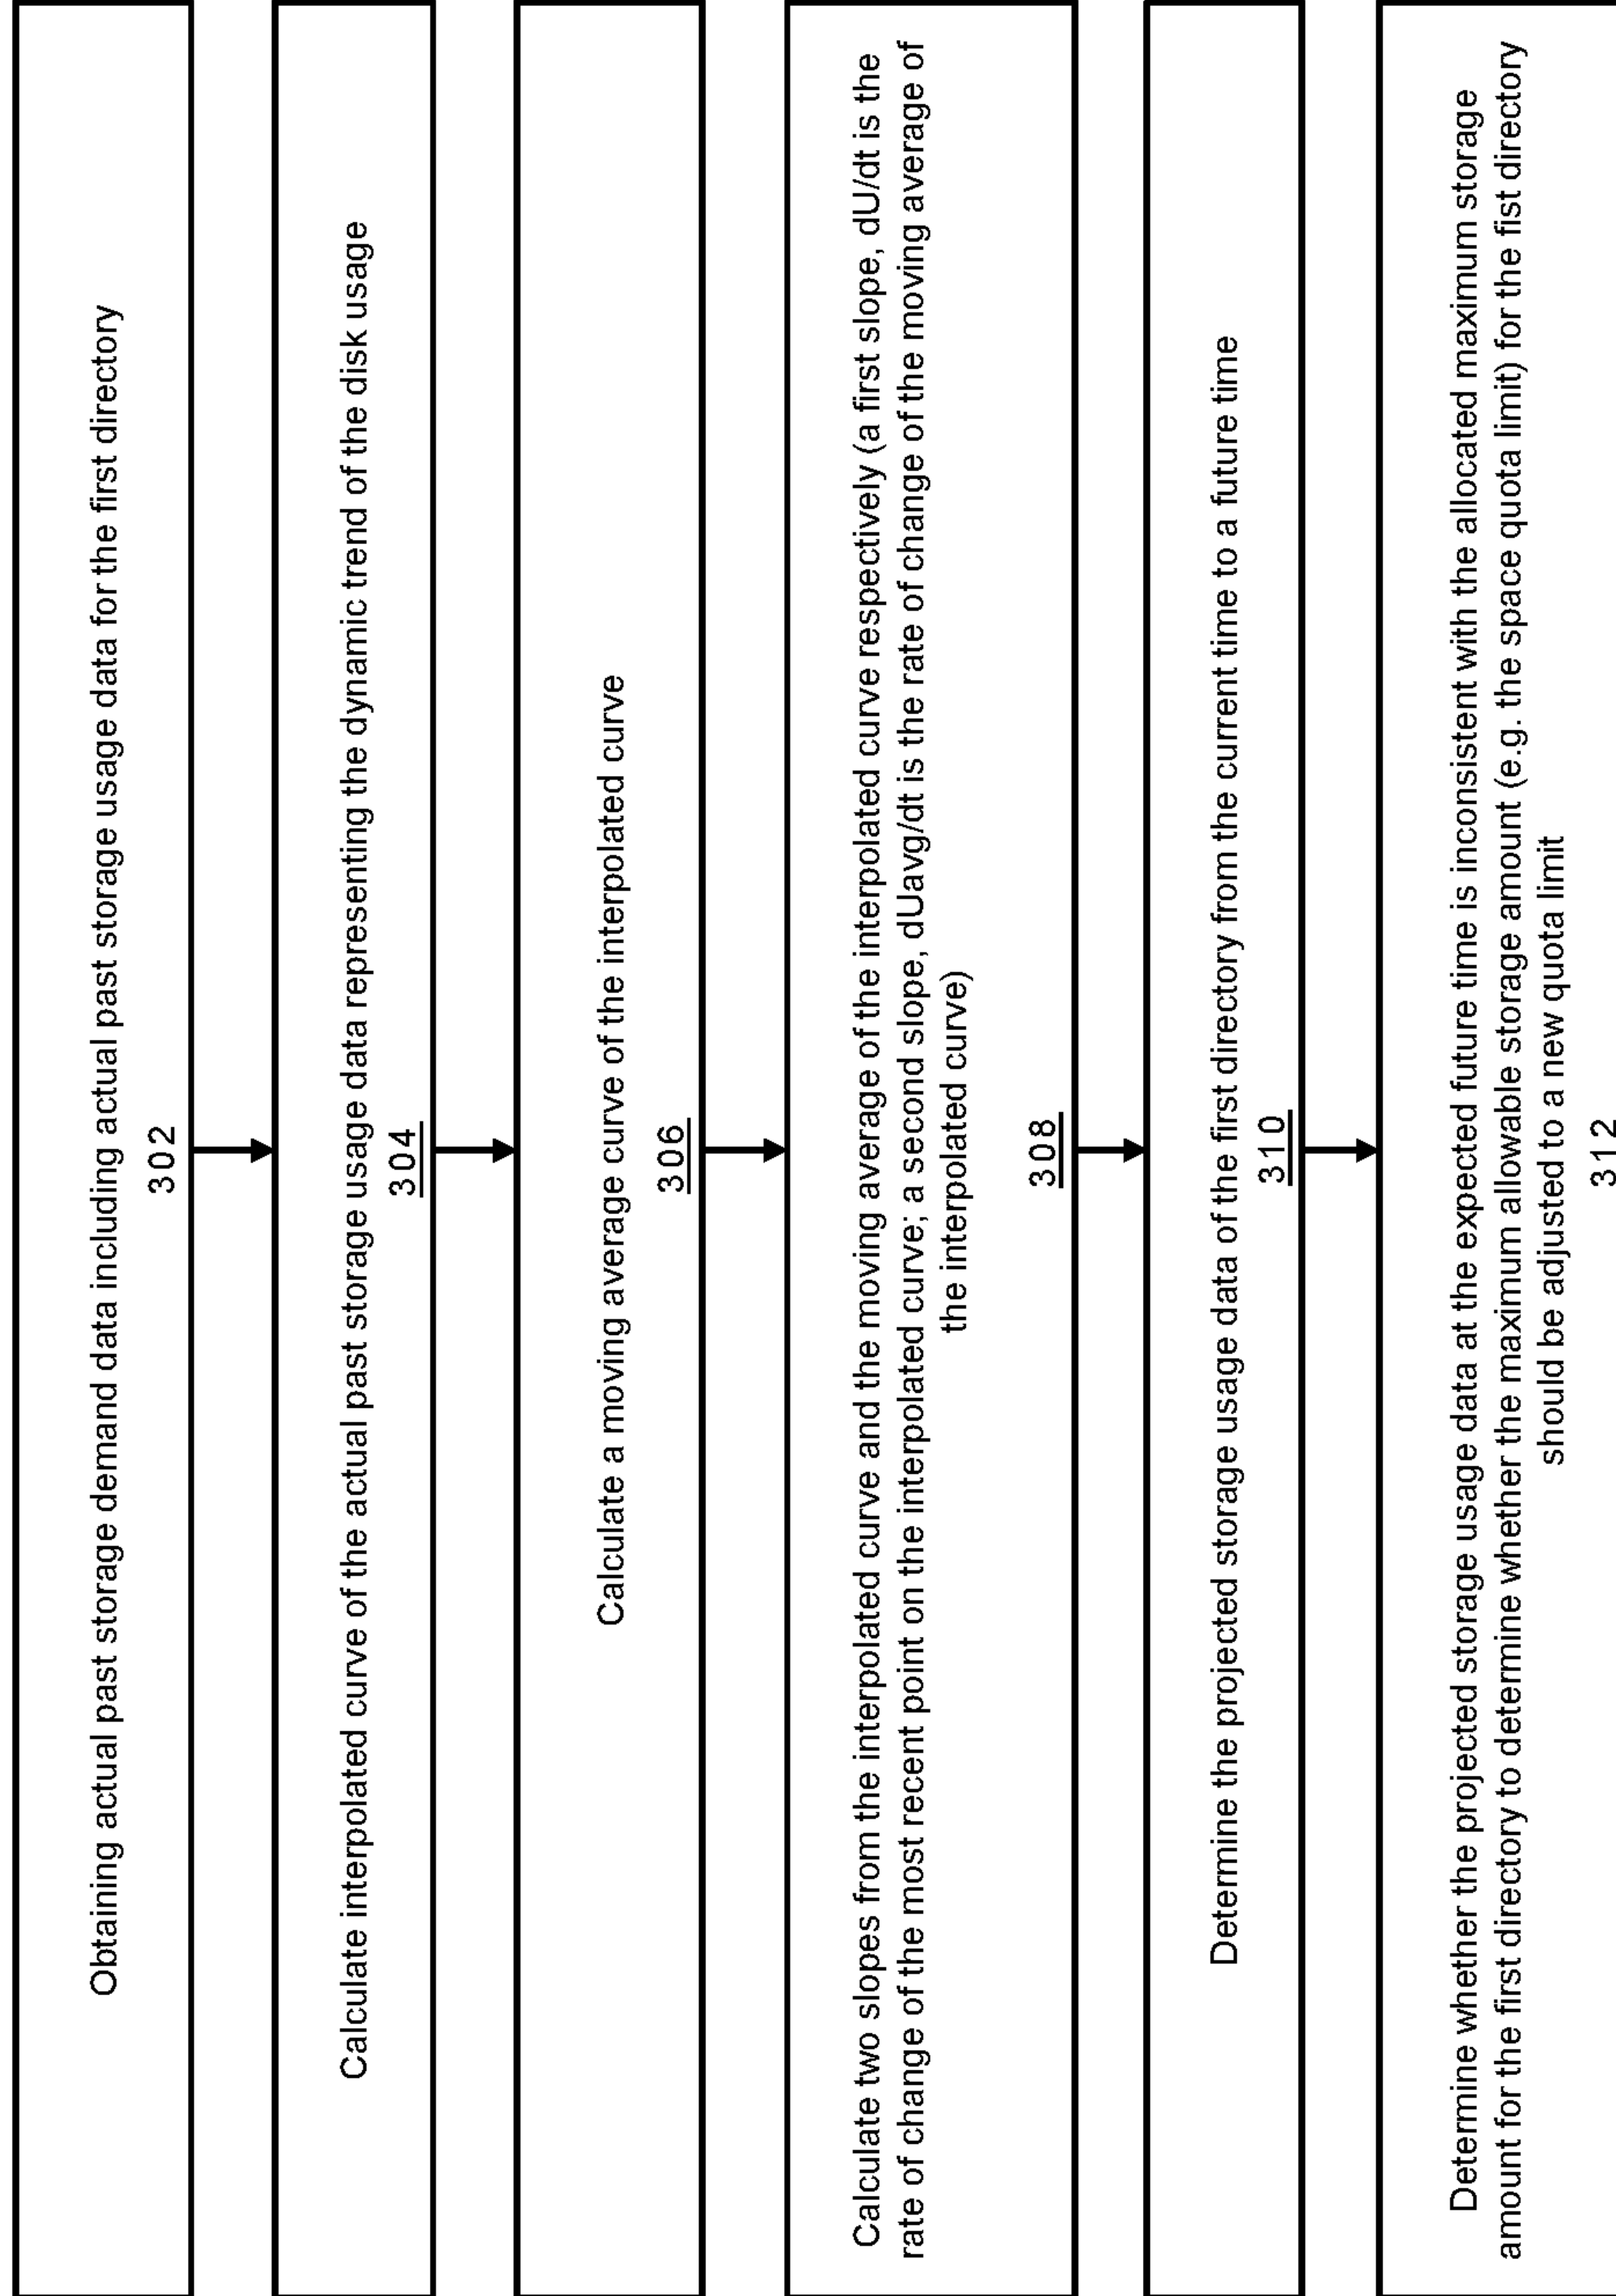 Obtaining actual past storage demand data including actual past storage usage data for the first directory
302
Calculate interpolated curve of the actual past storage usage data representing the dynamic trend of the disk usage
304
Calculate a moving average curve of the interpolated curve
306
Calculate two slopes from the interpolated curve and the moving average of the interpolated curve respectively (a first slope, dU/dt is the
rate of change of the most recent point on the interpolated curve; a second slope, dUavg/dt is the rate of change of the moving average of
the interpolated curve)
308
Determine the projected storage usage data of the first directory from the current time to a future time
310
Determine whether the projected storage usage data at the expected future time is inconsistent with the allocated maximum storage
amount for the first directory to determine whether the maximum allowable storage amount (e.g. the space quota limit) for the fist directory
should be adjusted to a new quota limit
312